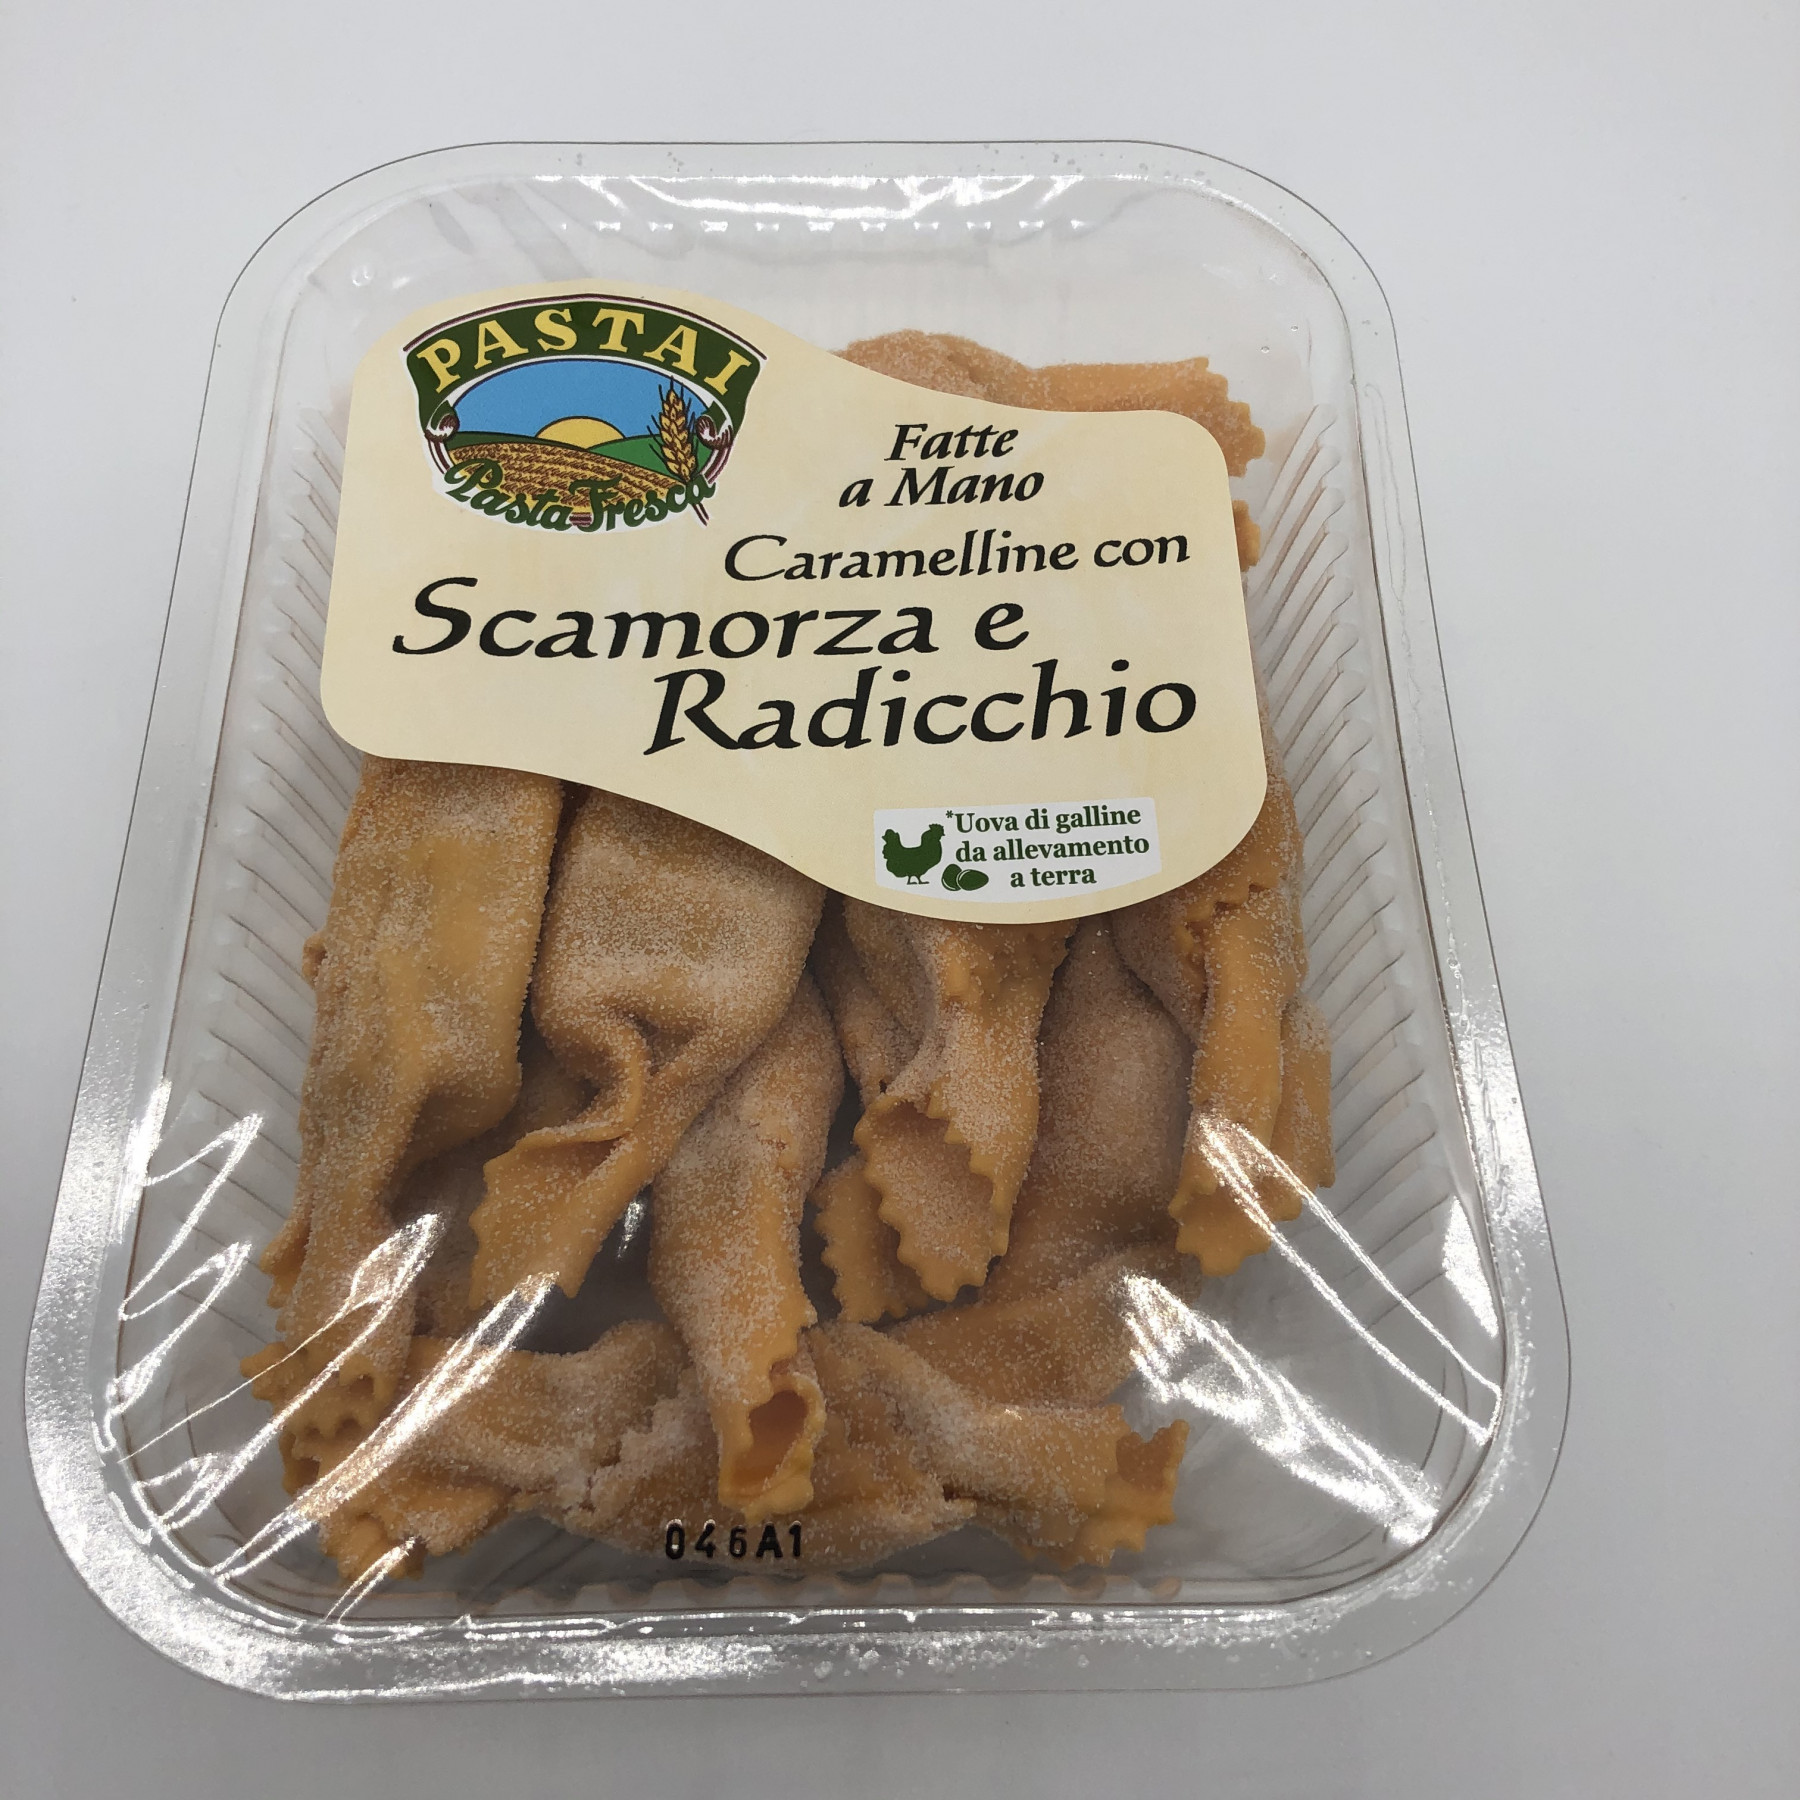 PASTAI
Pasta Fresca
Fatte
a Mano
Caramelline con
Scamorza e
Radicchio
*Uova di galline
da allevamento
a terra
046A1